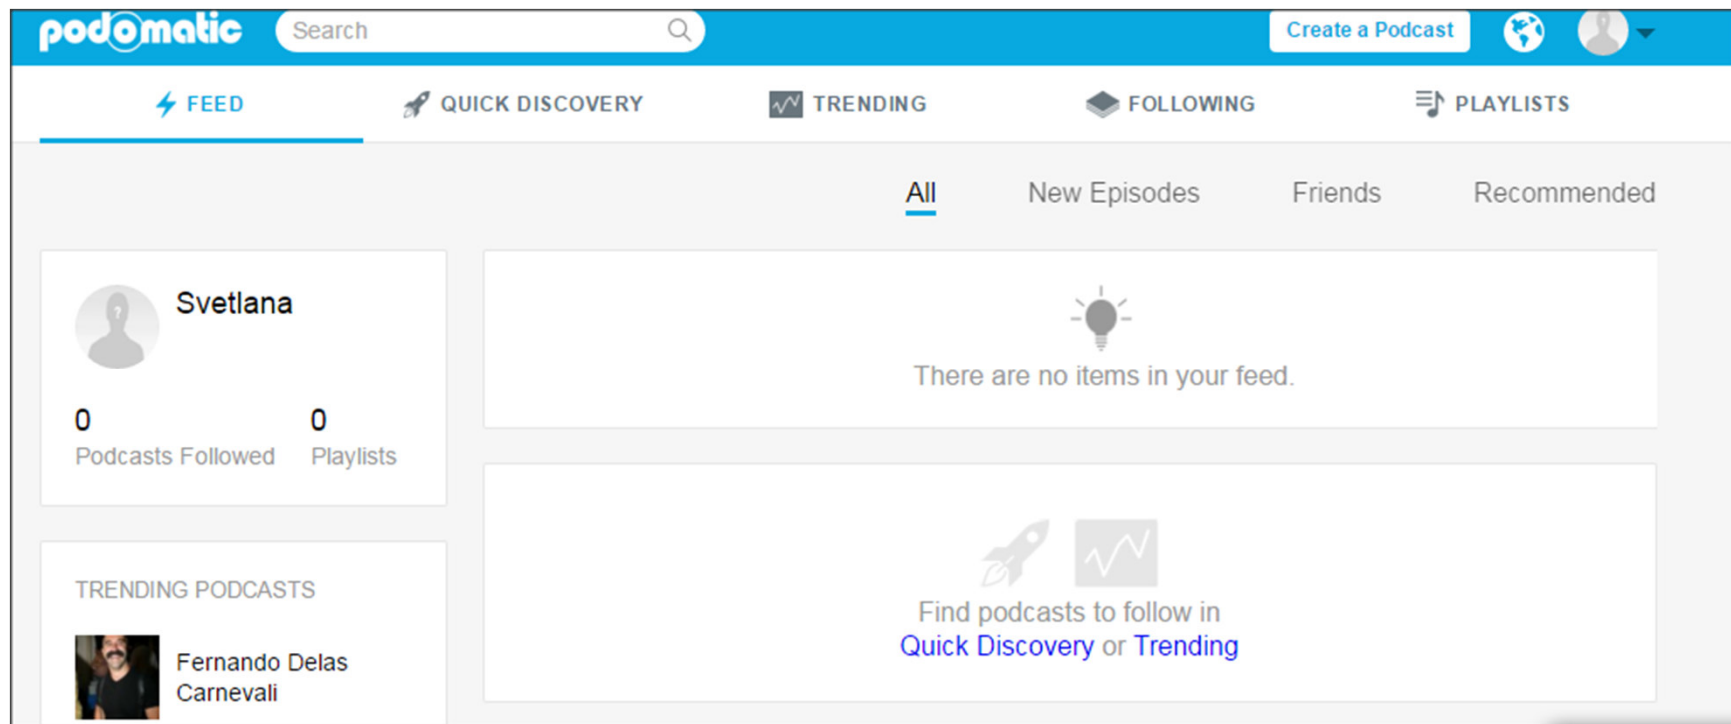 podomatic
Search
Create a Podcast
FEED
QUICK DISCOVERY
TRENDING
FOLLOWING
PLAYLISTS
All
New Episodes
Friends
Recommended
Svetlana
0
Podcasts Followed
0
Playlists
There are no items in your feed.
Find podcasts to follow in
Quick Discovery or Trending
TRENDING PODCASTS
Fernando Delas
Carnevali